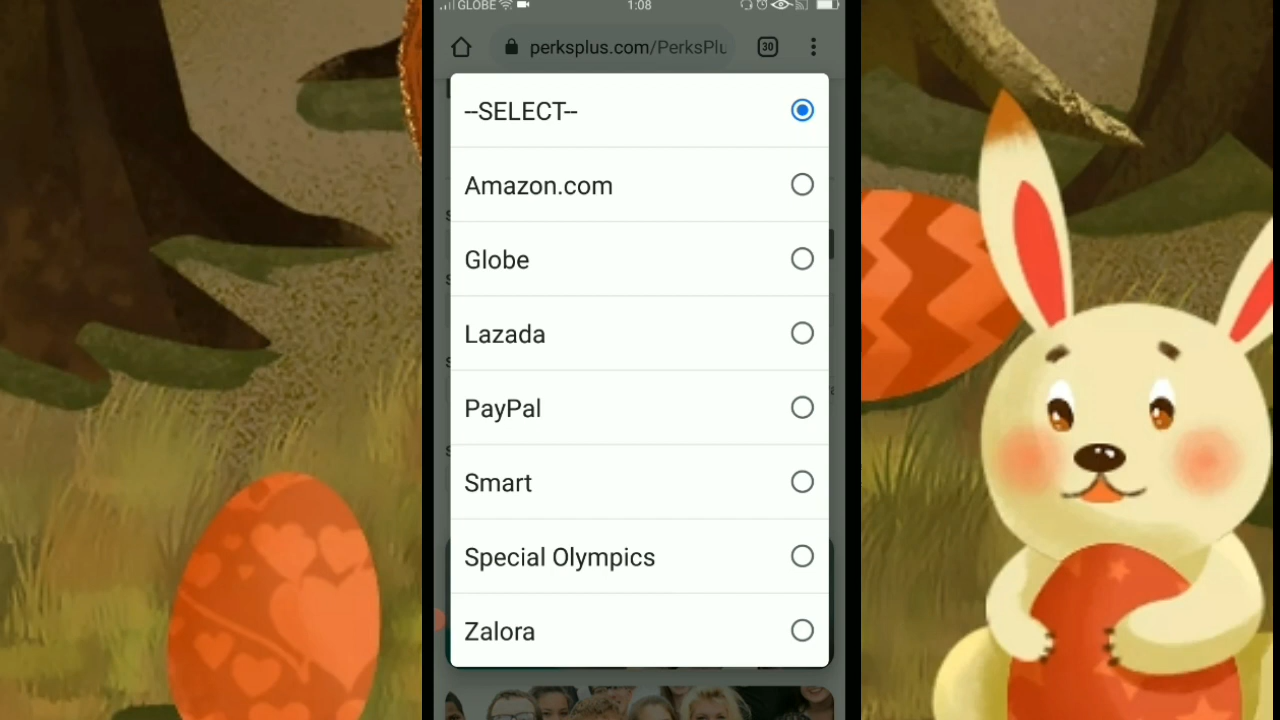 GLOBE
1:08
perksplus.com/PerksPlu
30
--SELECT--
Amazon.com
Globe
Lazada
PayPal
Smart
Special Olympics
Zalora